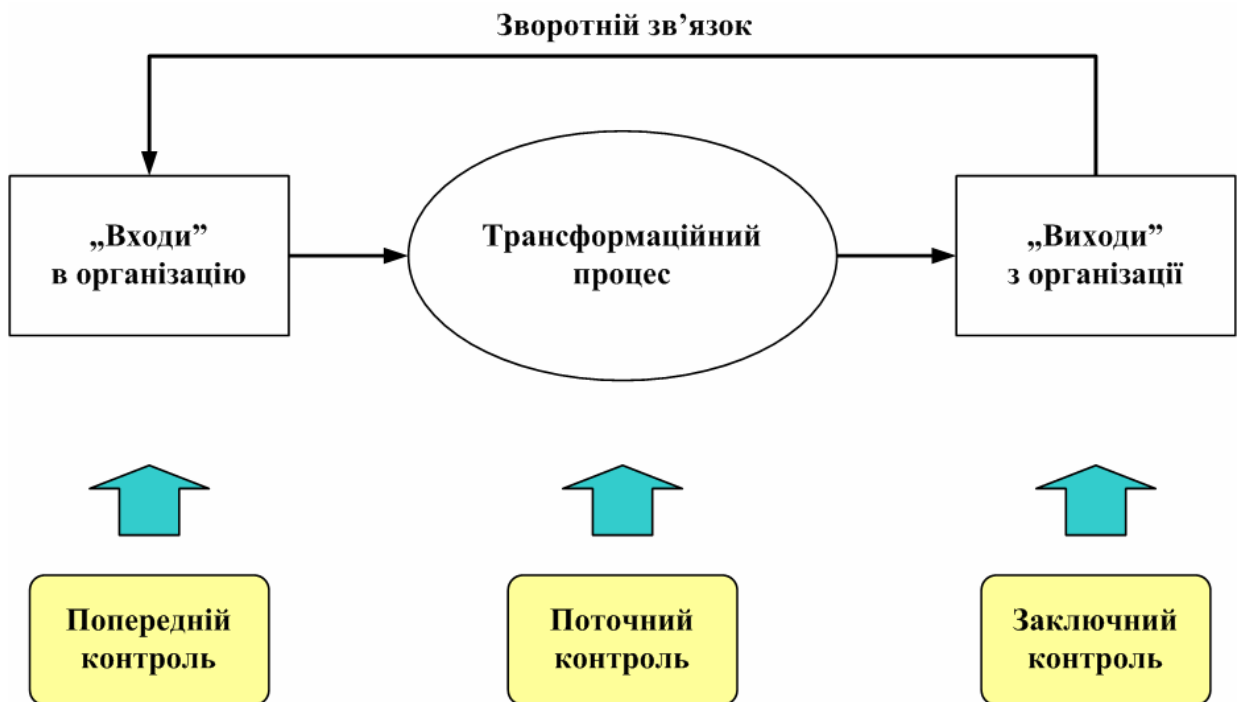 Зворотній зв’язок
„Входи”
в організацію
Трансформаційний
процес
„Виходи”
з організації
Попередній
контроль
Поточний
контроль
Заключний
контроль